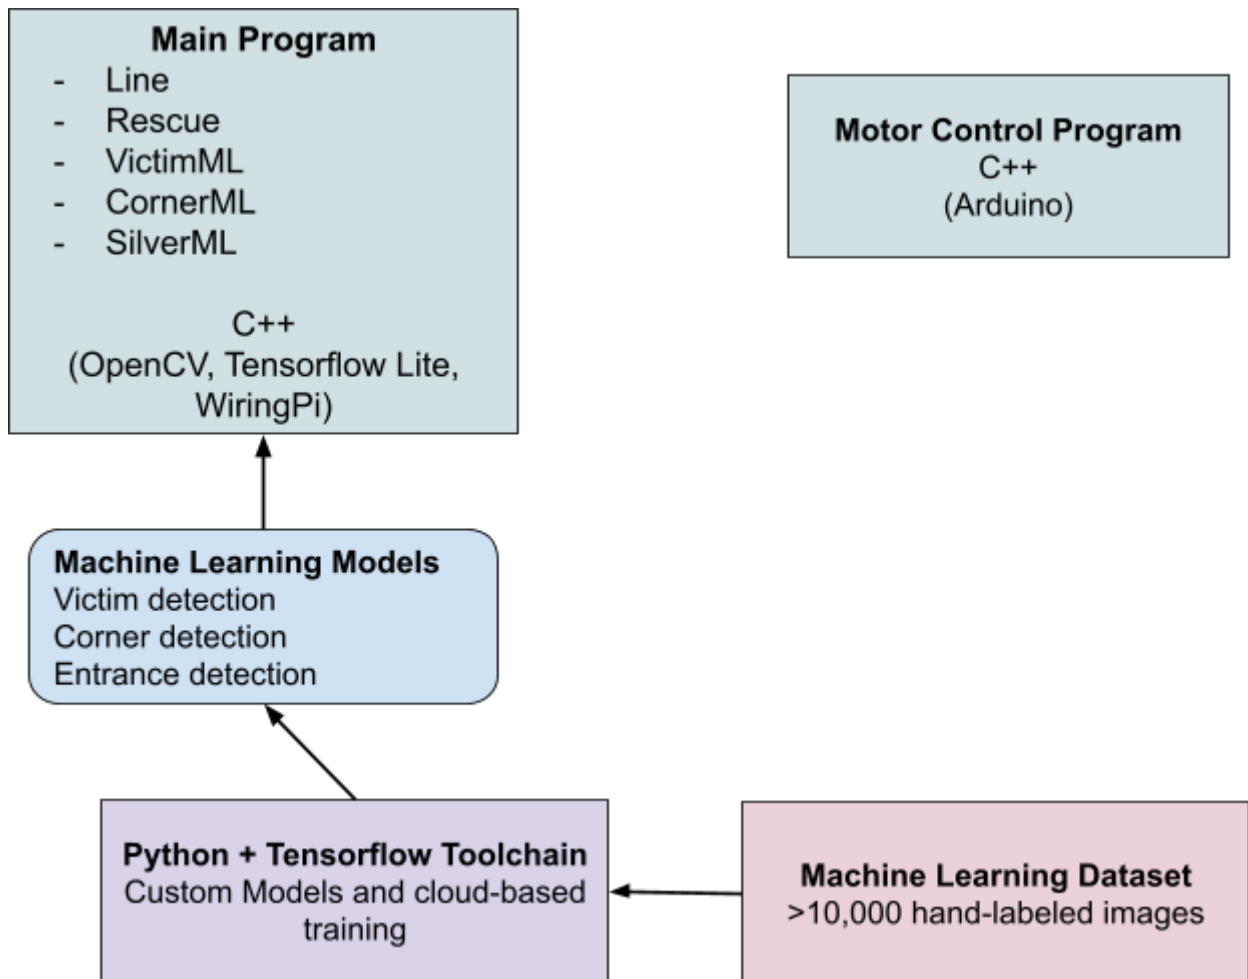 Main Program
- Line
- Rescue
- VictimML
- CornerML
- SilverML
C++
(OpenCV, Tensorflow Lite,
WiringPi)
Motor Control Program
C++
(Arduino)
Machine Learning Models
Victim detection
Corner detection
Entrance detection
Python + Tensorflow Toolchain
Custom Models and cloud-based
training
Machine Learning Dataset
>10,000 hand-labeled images